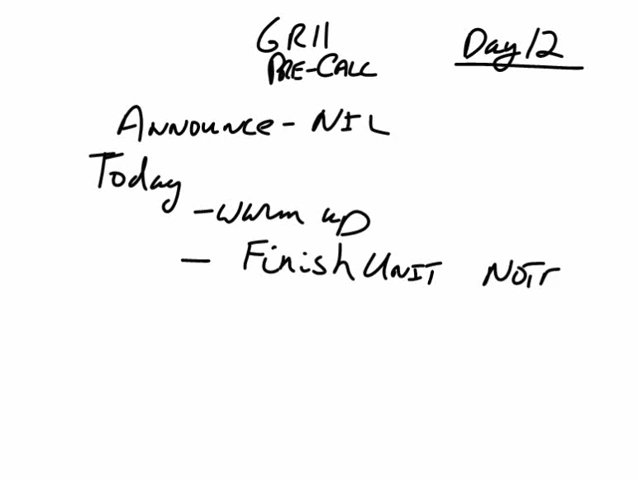 GR11
PRE-CALC
Day 12
ANNOUNCE - NIL
Today
- warm up
- Finish UNIT